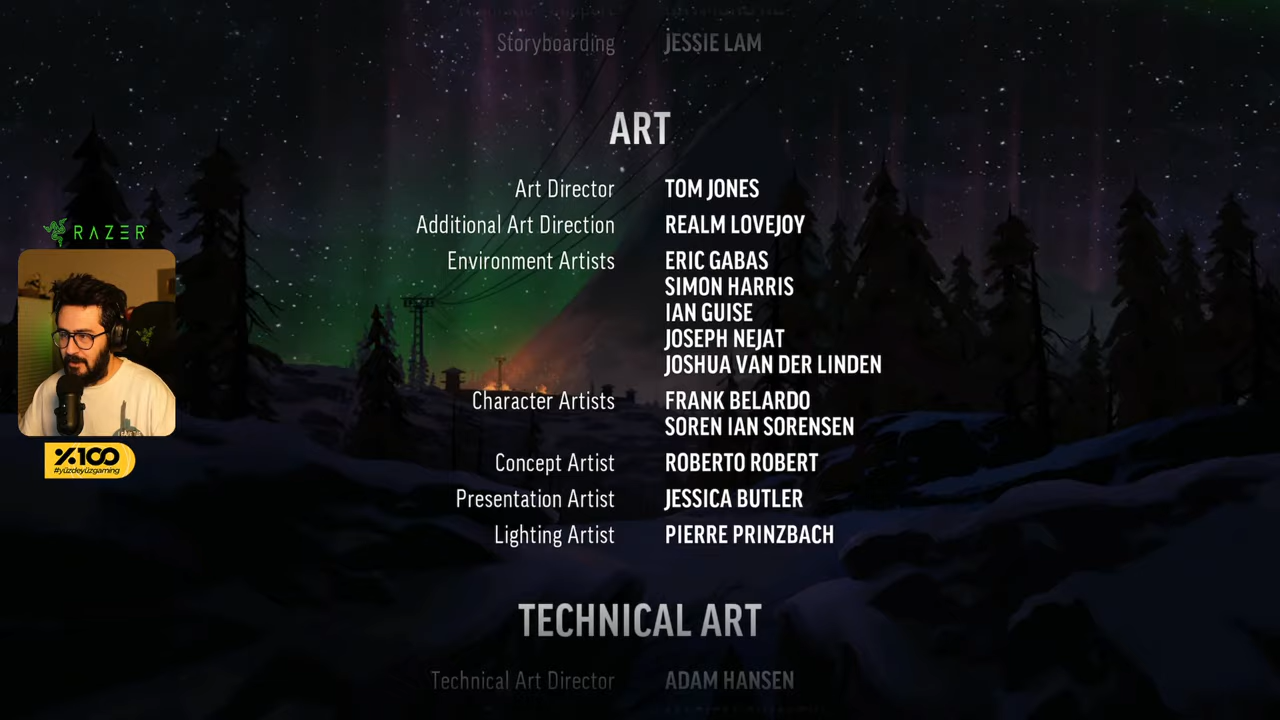 Storyboarding JESSIE LAM
ART
Art Director TOM JONES
Additional Art Direction REALM LOVEJOY
Environment Artists ERIC GABAS
SIMON HARRIS
IAN GUISE
JOSEPH NEJAT
JOSHUA VAN DER LINDEN
Character Artists FRANK BELARDO
SOREN IAN SORENSEN
Concept Artist ROBERTO ROBERT
Presentation Artist JESSICA BUTLER
Lighting Artist PIERRE PRINZBACH
TECHNICAL ART
Technical Art Director ADAM HANSEN
RAZER
%100
#yüzdeyüzgaming